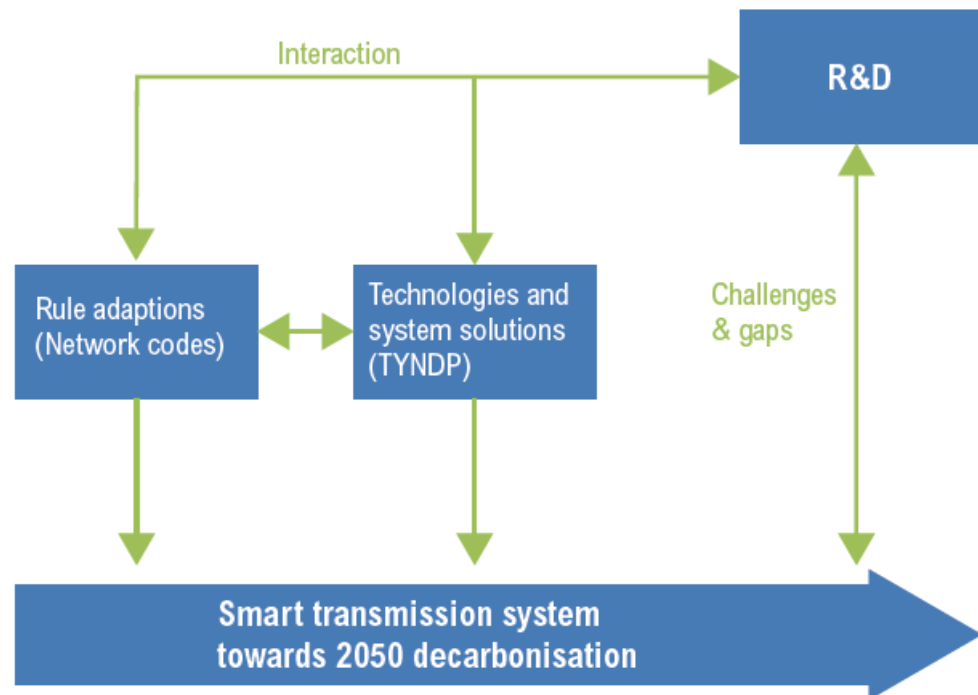 Interaction
R&D
Rule adaptions
(Network codes)
Technologies and
system solutions
(TYNDP)
Challenges
& gaps
Smart transmission system
towards 2050 decarbonisation